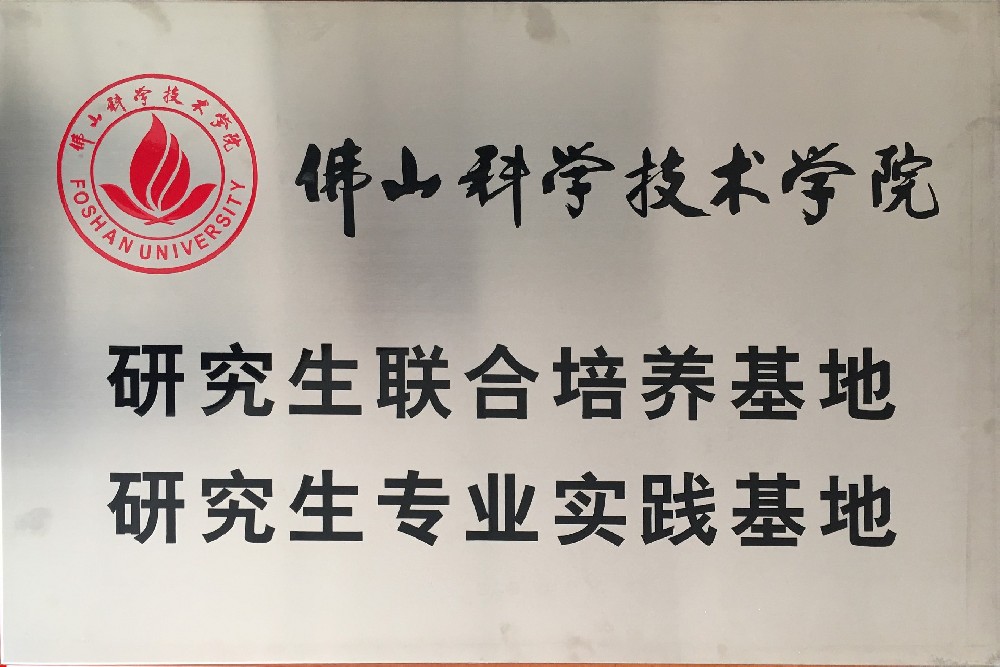 佛山科学技术学院
FOSHAN UNIVERSITY
佛山科学技术学院
研究生联合培养基地
研究生专业实践基地